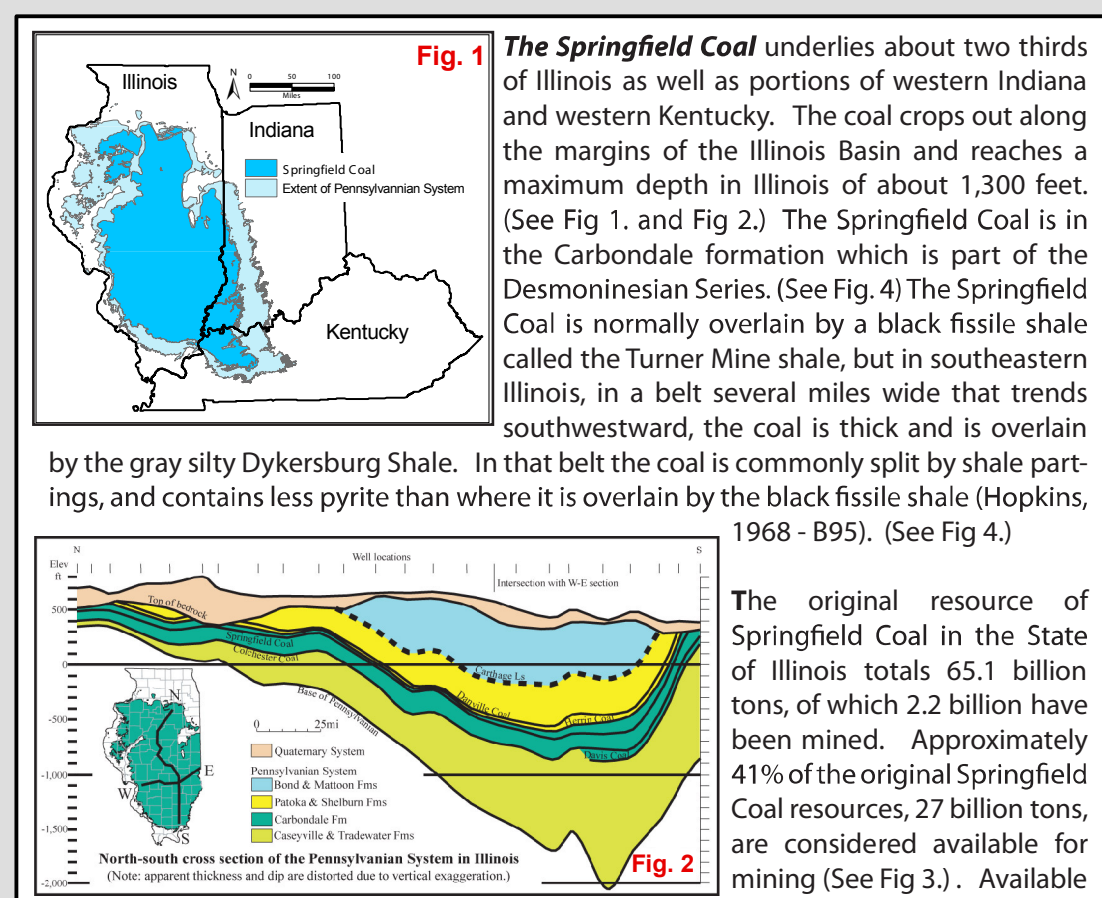 Fig. 1
Illinois
N
0 50 100
Miles
Indiana
Springfield Coal
Extent of Pennsylvannian System
Kentucky
The Springfield Coal underlies about two thirds
of Illinois as well as portions of western Indiana
and western Kentucky. The coal crops out along
the margins of the Illinois Basin and reaches a
maximum depth in Illinois of about 1,300 feet.
(See Fig 1. and Fig 2.) The Springfield Coal is in
the Carbondale formation which is part of the
Desmoninesian Series. (See Fig. 4) The Springfield
Coal is normally overlain by a black fissile shale
called the Turner Mine shale, but in southeastern
Illinois, in a belt several miles wide that trends
southwestward, the coal is thick and is overlain
by the gray silty Dykersburg Shale. In that belt the coal is commonly split by shale part-
ings, and contains less pyrite than where it is overlain by the black fissile shale (Hopkins,
1968 - B95). (See Fig 4.)
N
Well locations
S
Elev
ft
Intersection with W-E section
500
0
-500
-1,000
-1,500
-2,000
Top of bedrock
Springfield Coal
Colchester Coal
Base of Pennsylvanian
Carthage Ls
Danville Coal
Herrin Coal
Davis Coal
N
E
W
S
0 25mi
Quaternary System
Pennsylvanian System
Bond & Mattoon Fms
Patoka & Shelburn Fms
Carbondale Fm
Caseyville & Tradewater Fms
North-south cross section of the Pennsylvanian System in Illinois
(Note: apparent thickness and dip are distorted due to vertical exaggeration.)
Fig. 2
The original resource of
Springfield Coal in the State
of Illinois totals 65.1 billion
tons, of which 2.2 billion have
been mined. Approximately
41% of the original Springfield
Coal resources, 27 billion tons,
are considered available for
mining (See Fig 3.) . Available